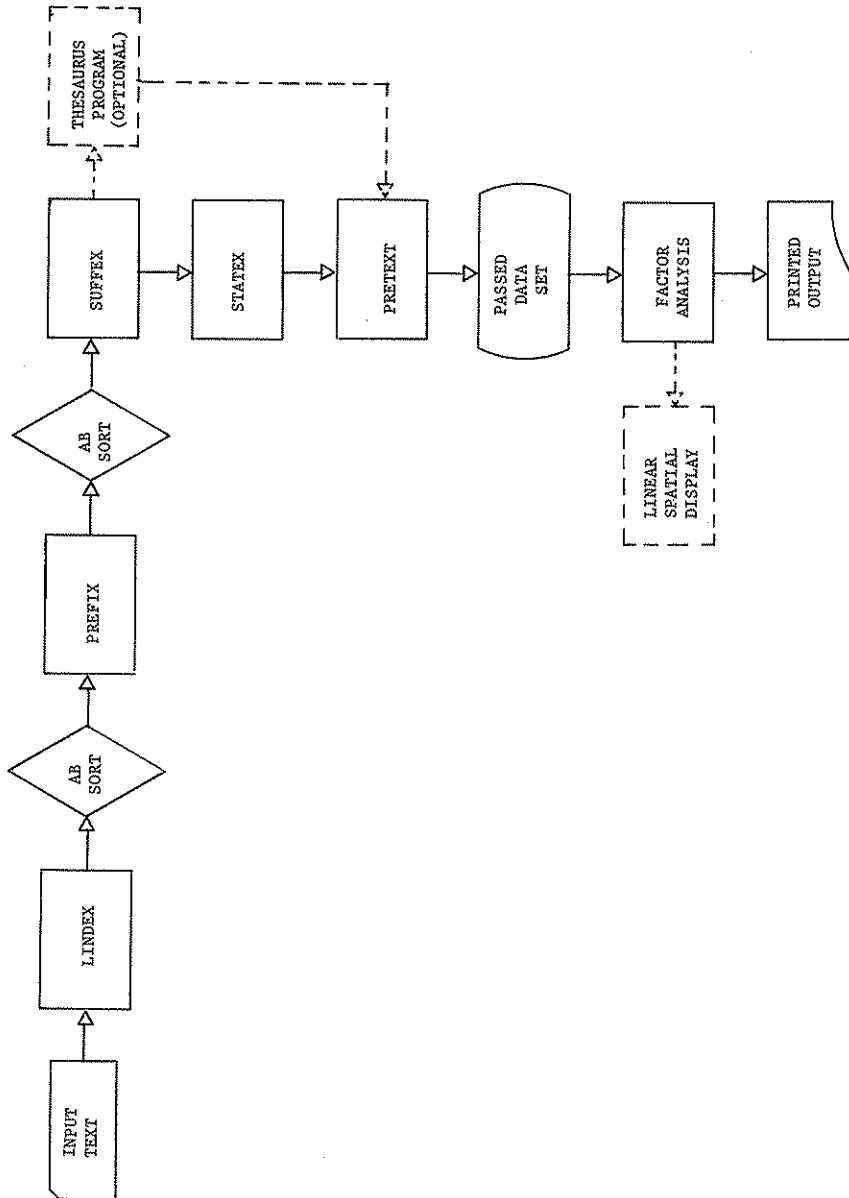 INPUT
TEXT
LINDEX
AB
SORT
PREFIX
AB
SORT
SUFFEX
THESAURUS
PROGRAM
(OPTIONAL)
STATEX
PRETEXT
PASSED
DATA
SET
FACTOR
ANALYSIS
LINEAR
SPATIAL
DISPLAY
PRINTED
OUTPUT